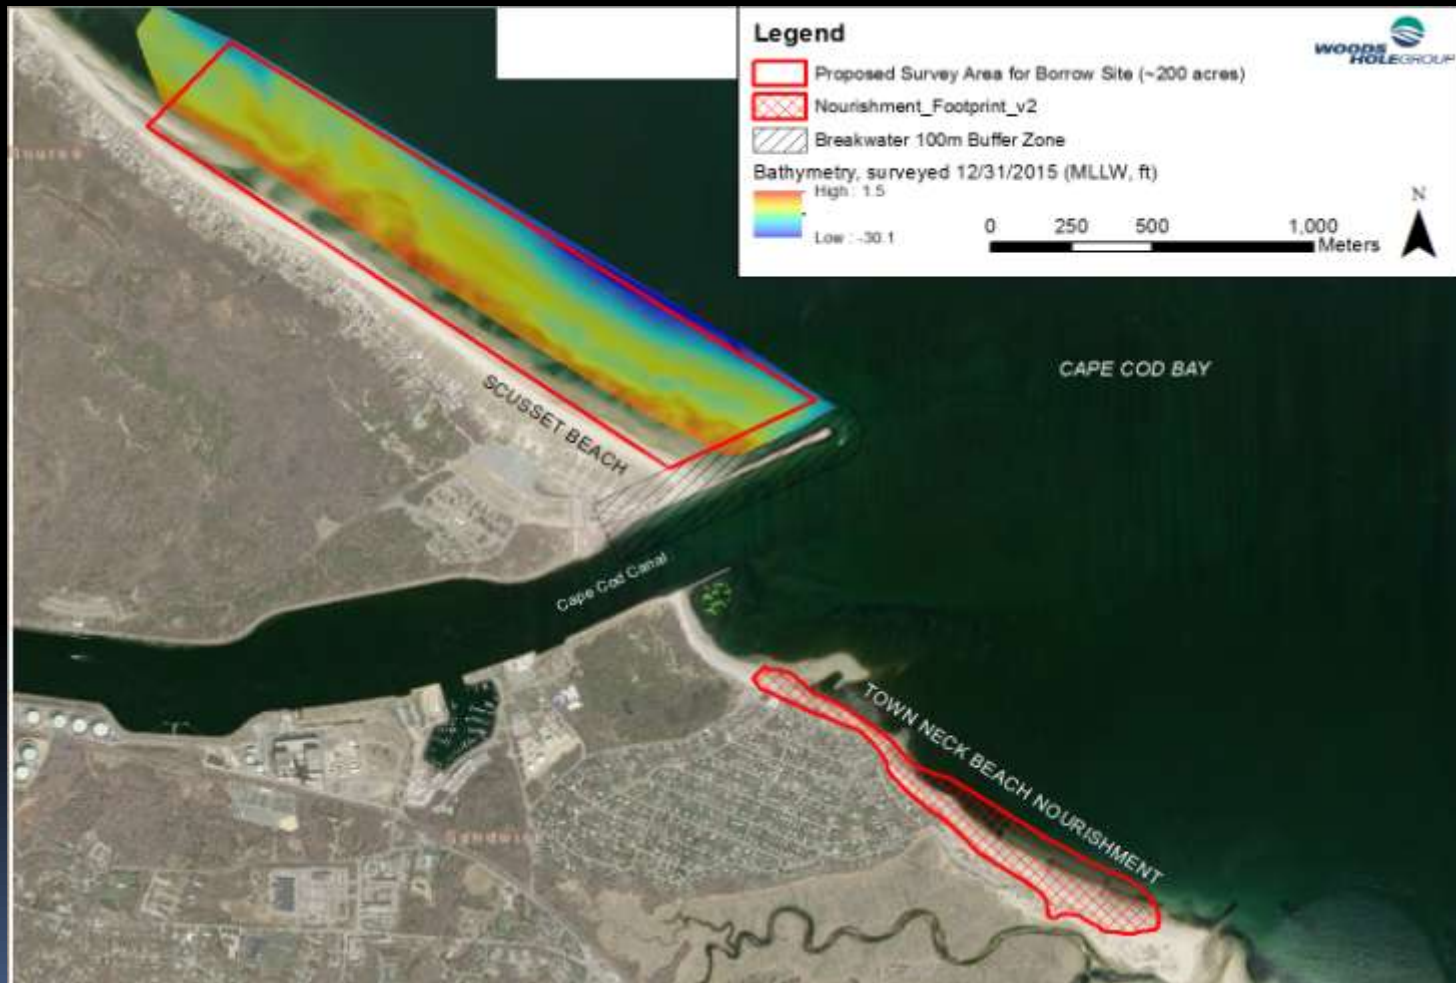 Legend
WOODS
HOLEGROUP
Proposed Survey Area for Borrow Site (~200 acres)
Nourishment_Footprint_v2
Breakwater 100m Buffer Zone
Bathymetry, surveyed 12/31/2015 (MLLW, ft)
High : 1.5
Low : -30.1
0 250 500 1,000
Meters
N
CAPE COD BAY
SCUSSET BEACH
Cape Cod Canal
TOWN NECK BEACH NOURISHMENT